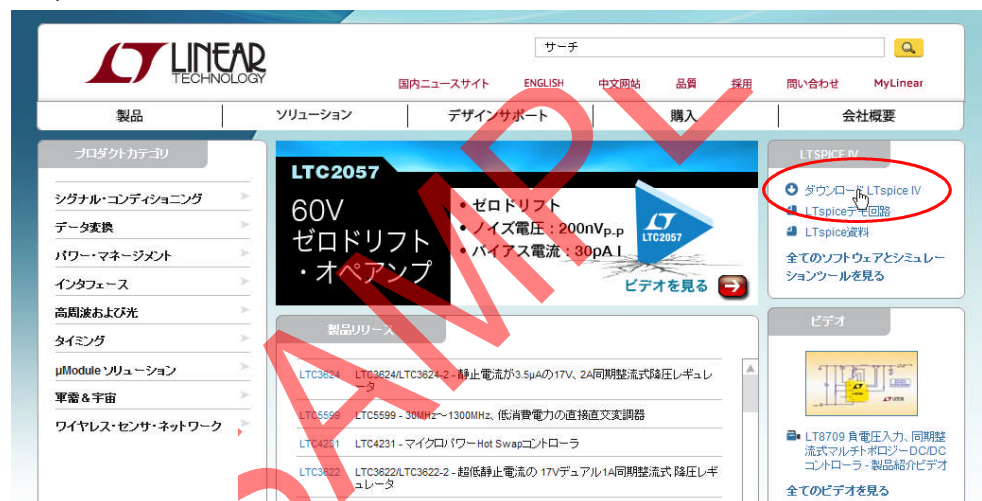 LINEAR
TECHNOLOGY
サーチ
国内ニュースサイト ENGLISH 中文网站 品質 採用 問い合わせ MyLinear
製品 ソリューション デザインサポート 購入 会社概要
プロダクトカテゴリ
シグナル・コンディショニング
データ変換
パワー・マネージメント
インタフェース
高周波および光
タイミング
µModule ソリューション
軍需&宇宙
ワイヤレス・センサ・ネットワーク
LTC2057
60V
ゼロドリフト
・オペアンプ
• ゼロドリフト
• ノイズ電圧：200nVP-P
• バイアス電流：30pA
LTC2057
ビデオを見る
製品リリース
LTC3624 LTC3624/LTC3624-2 - 静止電流が3.5µAの17V、2A同期整流式降圧レギュレ
ータ
LTC5599 LTC5599 - 30MHz～1300MHz、低消費電力の直接直交変調器
LTC4231 LTC4231 - マイクロパワー Hot Swapコントローラ
LTC3622 LTC3622/LTC3622-2 - 超低静止電流の 17Vデュアル1A同期整流式 降圧レギ
ュレータ
LTSPICE IV
ダウンロード LTspice IV
LTspiceデモ回路
LTspice資料
全てのソフトウェアとシミュレー
ションツールを見る
ビデオ
LT8709 負電圧入力、同期整
流式マルチトポロジーDC/DC
コントローラ - 製品紹介ビデオ
全てのビデオを見る
SAMPL